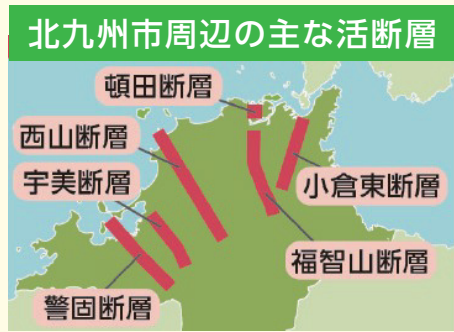 北九州市周辺の主な活断層
頓田断層
西山断層
宇美断層
小倉東断層
福智山断層
警固断層